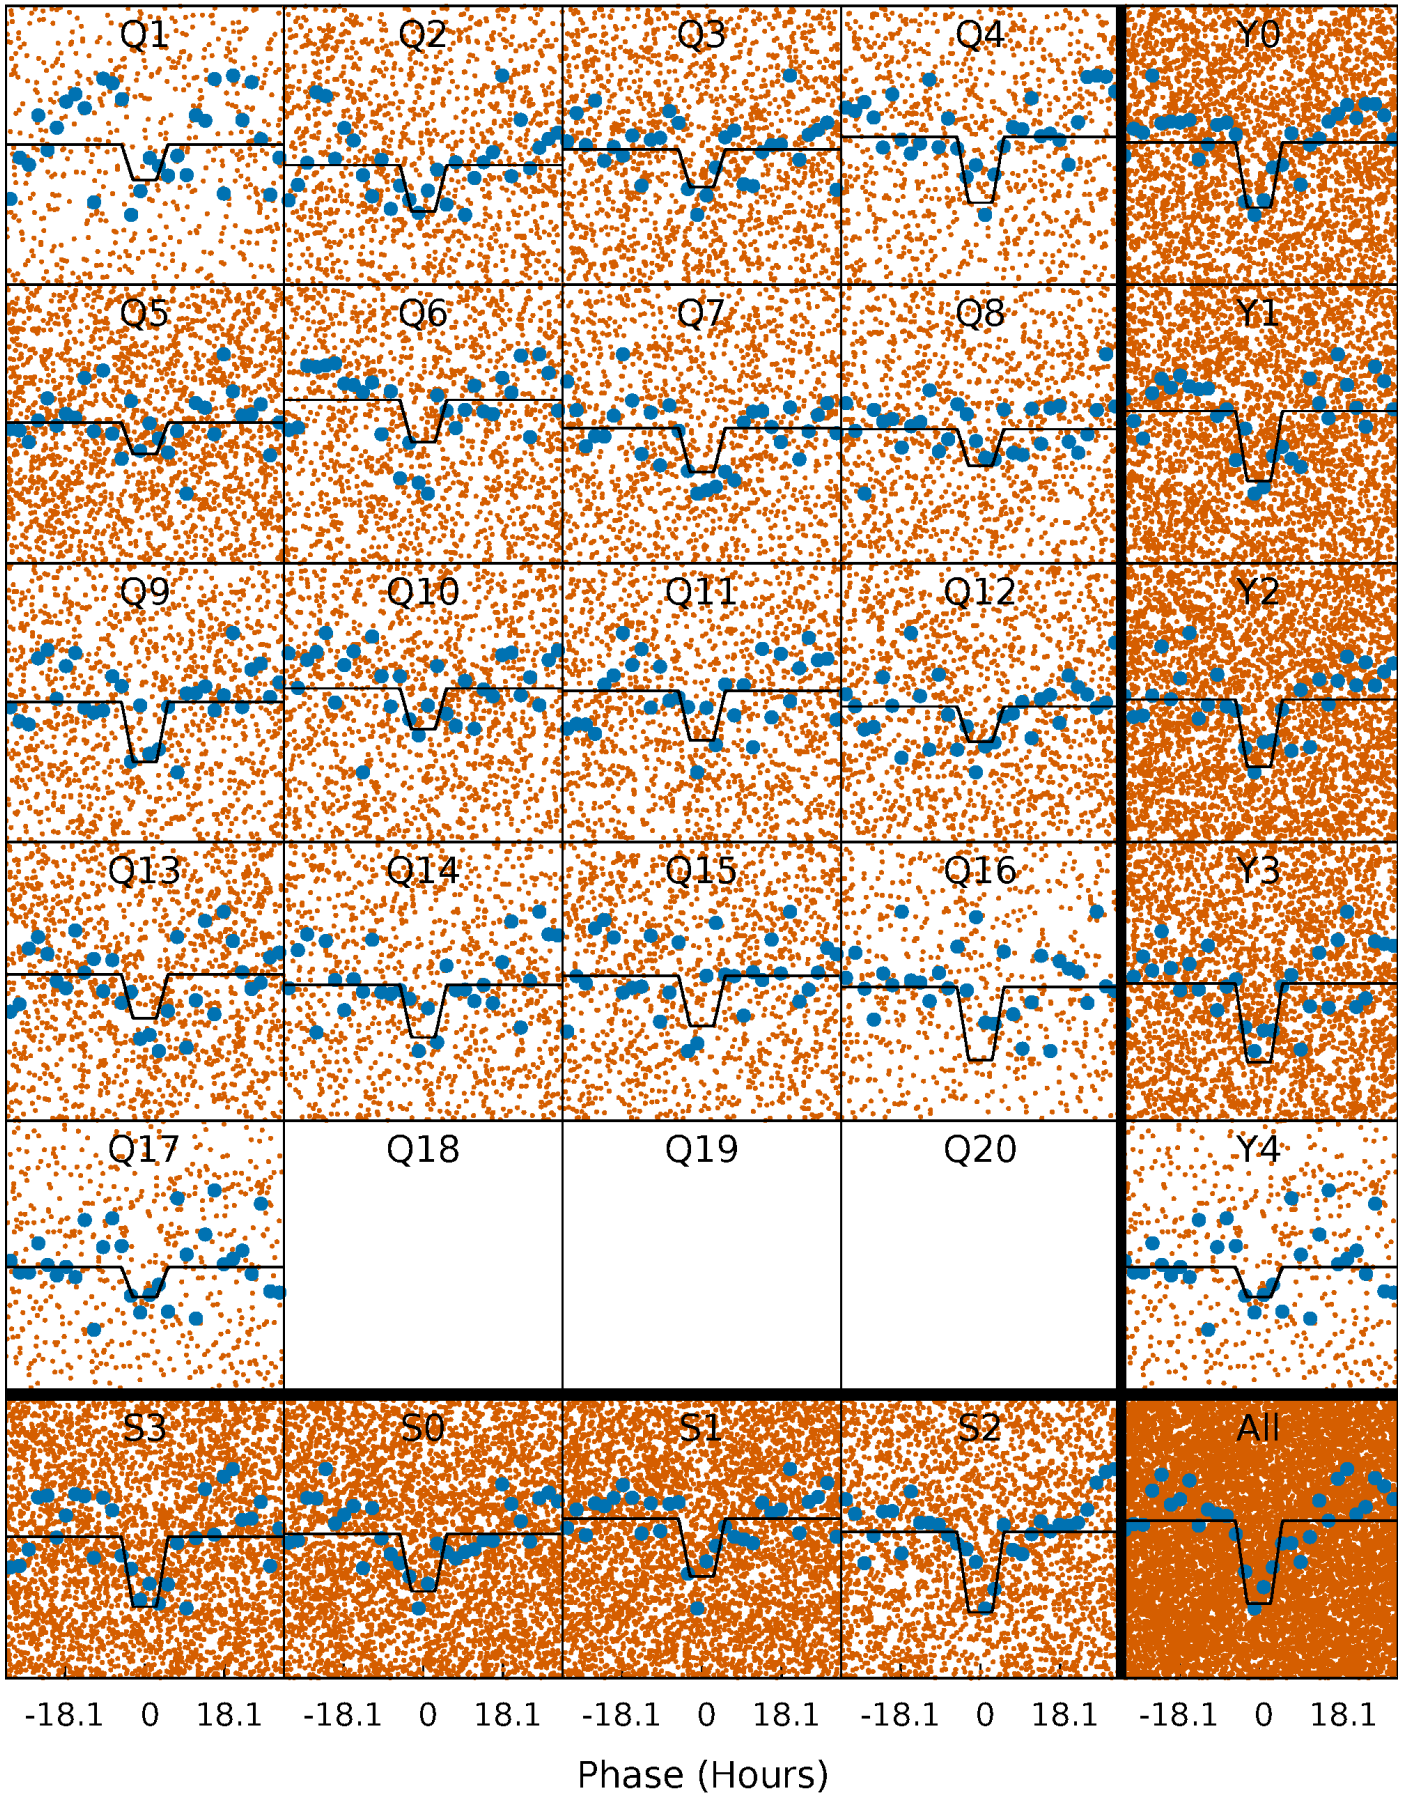 Q1 Q2 Q3 Q4 Y0
Q5 Q6 Q7 Q8 Y1
Q9 Q10 Q11 Q12 Y2
Q13 Q14 Q15 Q16 Y3
Q17 Q18 Q19 Q20 Y4
S3 S0 S1 S2 All
-18.1 0 18.1 -18.1 0 18.1 -18.1 0 18.1 -18.1 0 18.1 -18.1 0 18.1
Phase (Hours)